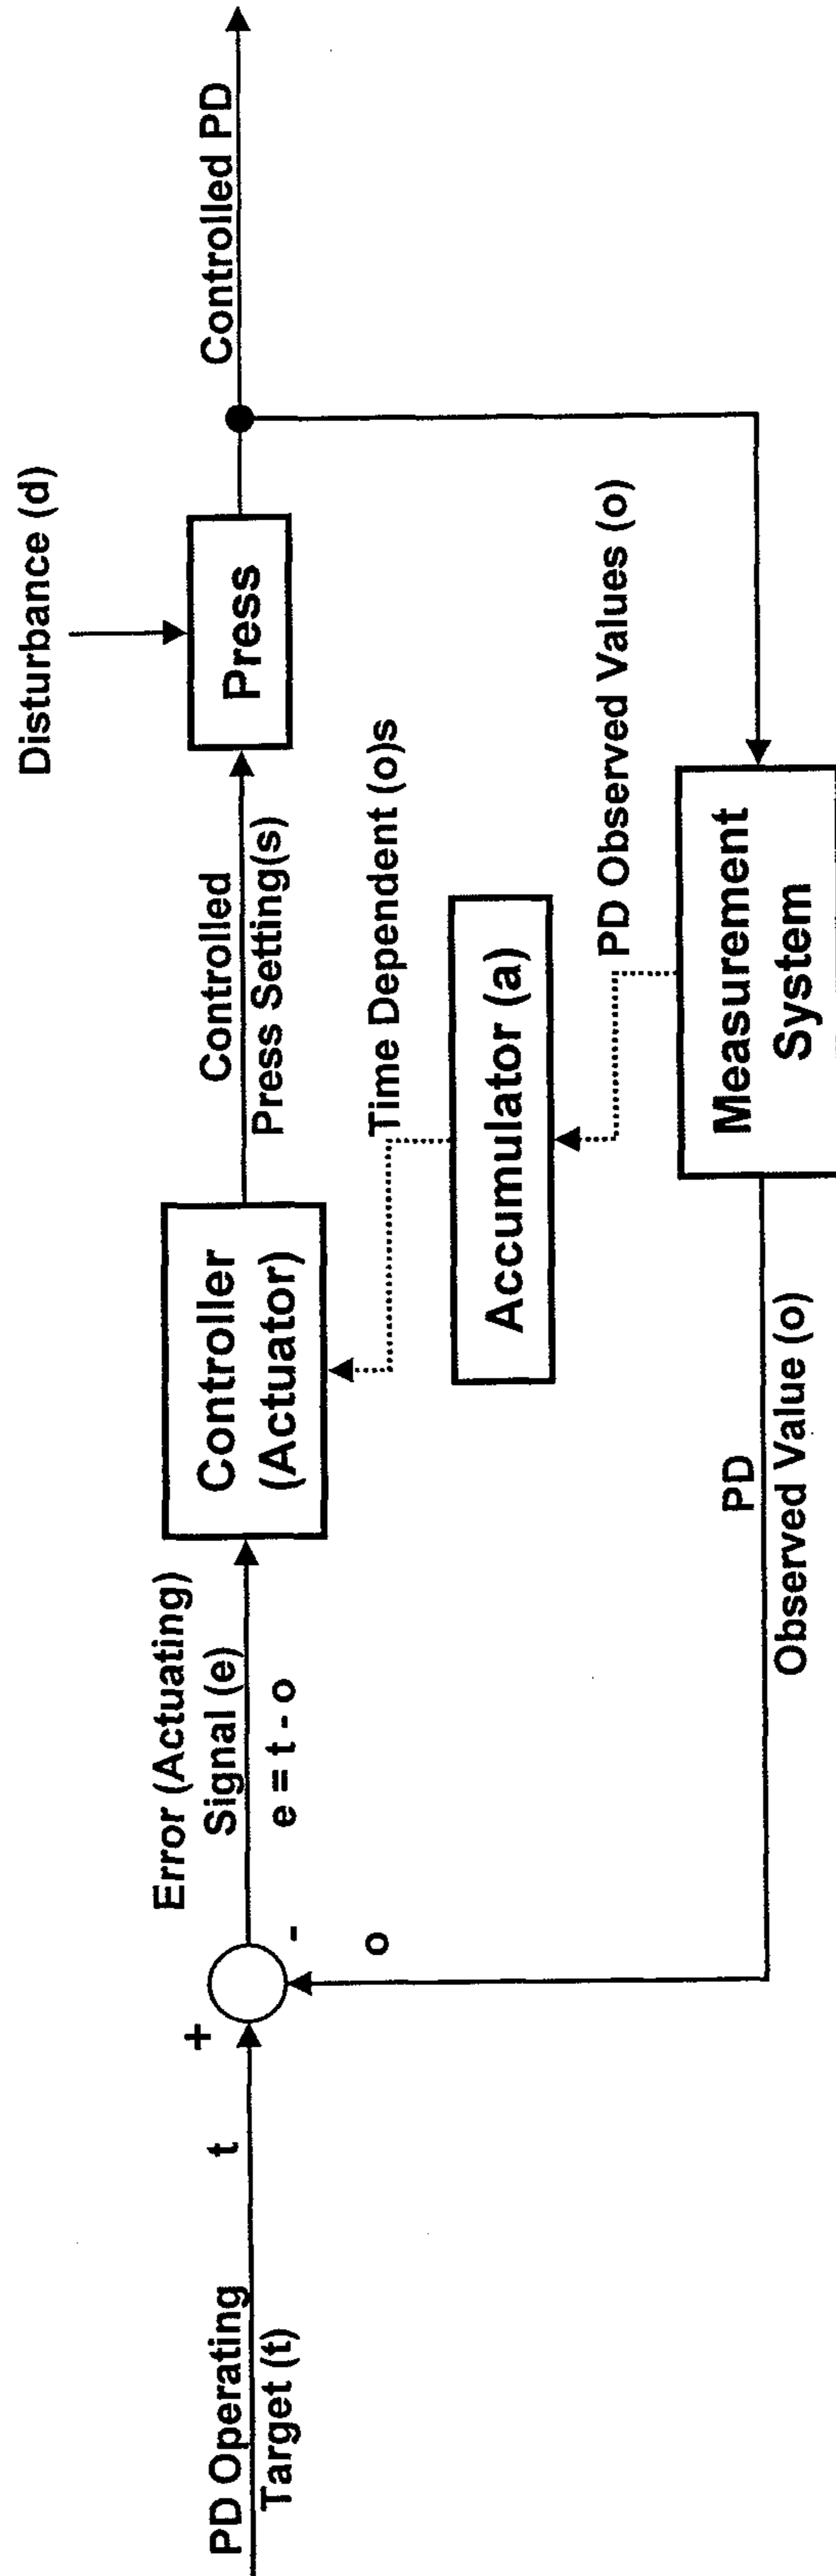 PD Operating
Target (t)
t
+
-
o
Error (Actuating)
Signal (e)
e = t - o
Controller
(Actuator)
Controlled
Press Setting(s)
Disturbance (d)
Press
Controlled PD
Time Dependent (o)s
Accumulator (a)
PD Observed Values (o)
Measurement
System
PD
Observed Value (o)